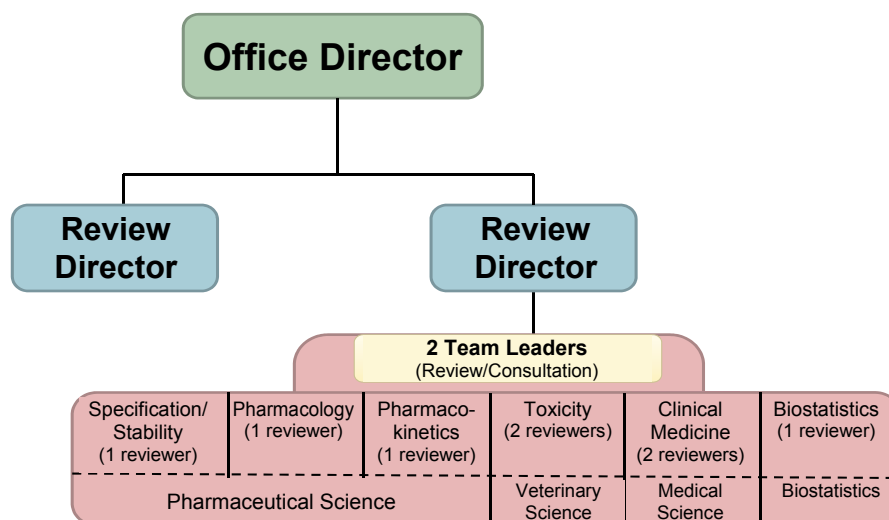 Office Director
Review
Director
Review
Director
2 Team Leaders
(Review/Consultation)
Specification/
Stability
(1 reviewer)
Pharmacology
(1 reviewer)
Pharmaco-
kinetics
(1 reviewer)
Toxicity
(2 reviewers)
Clinical
Medicine
(2 reviewers)
Biostatistics
(1 reviewer)
Pharmaceutical Science
Veterinary
Science
Medical
Science
Biostatistics